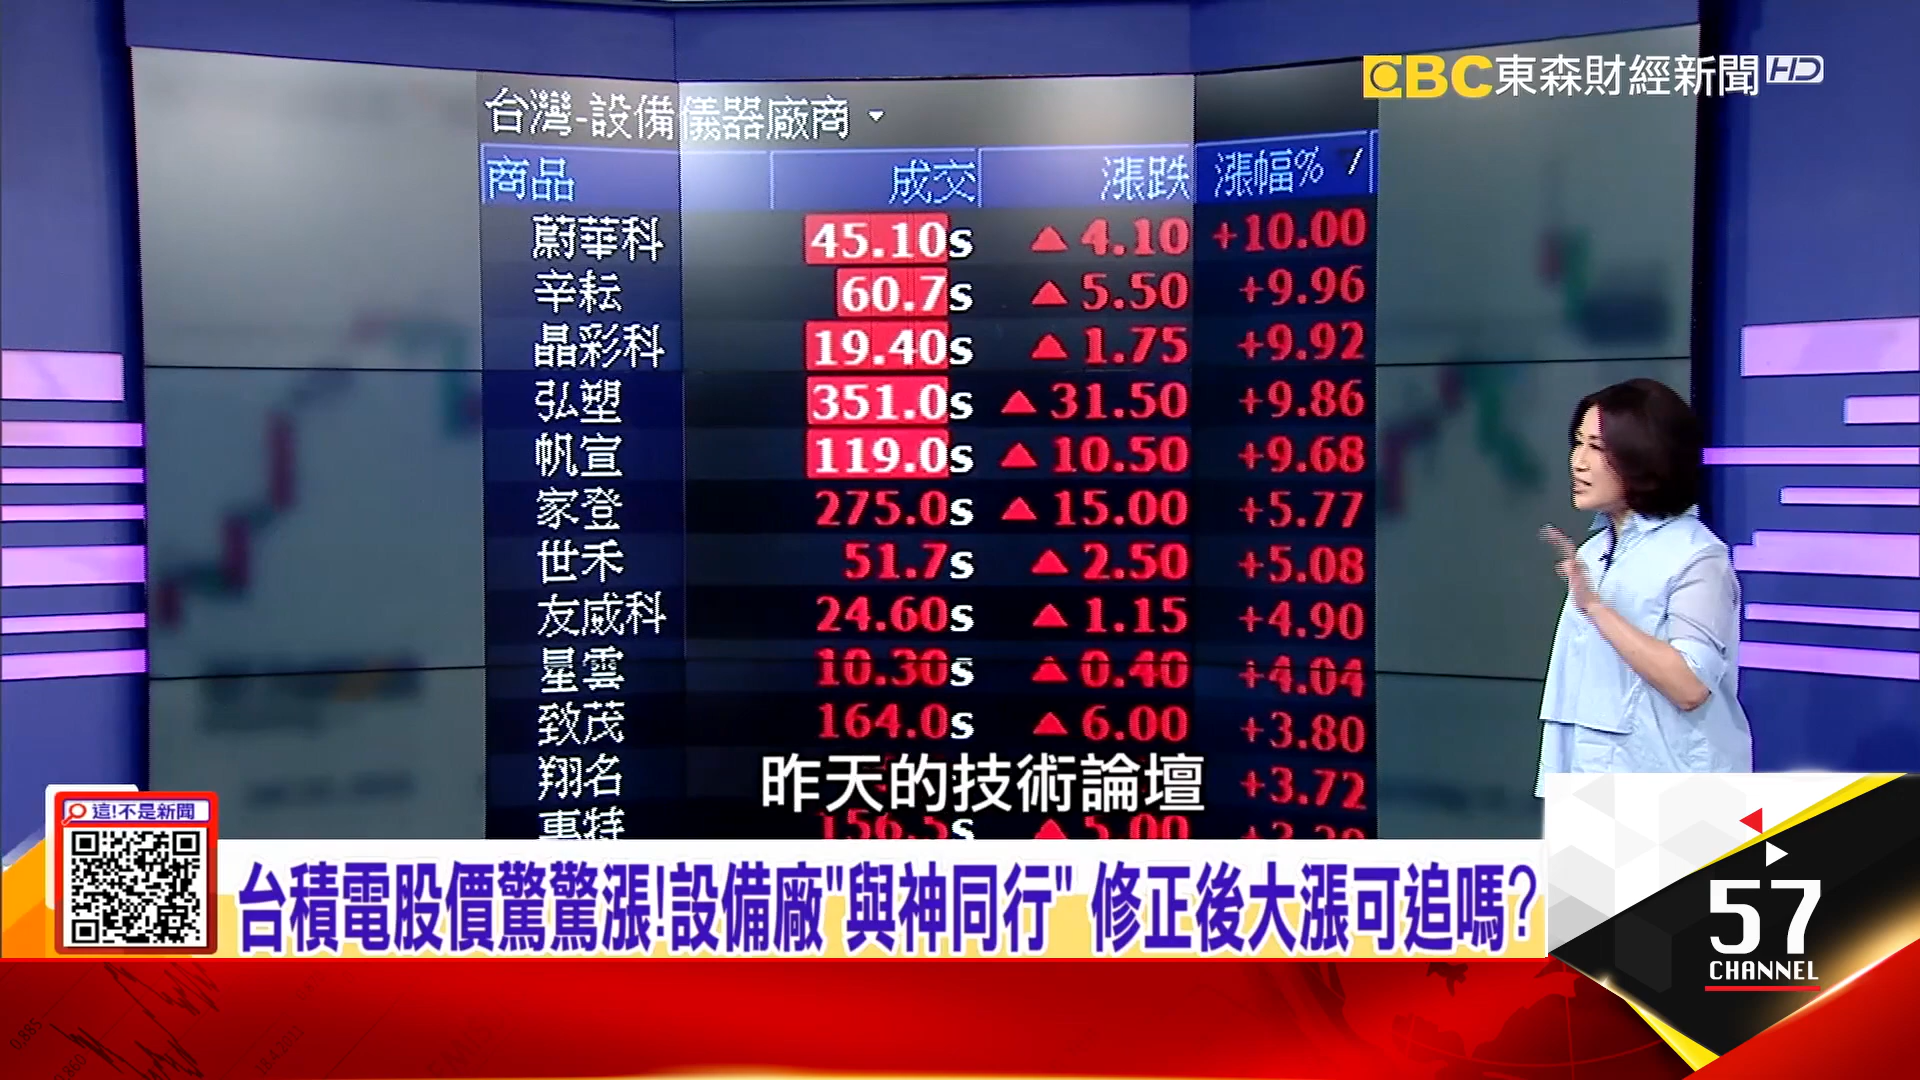 EBC東森財經新聞HD
台灣-設備儀器廠商
商品 成交 漲跌 漲幅%
蔚華科 45.10s ▲4.10 +10.00
辛耘 60.7s ▲5.50 +9.96
晶彩科 19.40s ▲1.75 +9.92
弘塑 351.0s ▲31.50 +9.86
帆宣 119.0s ▲10.50 +9.68
家登 275.0s ▲15.00 +5.77
世禾 51.7s ▲2.50 +5.08
友威科 24.60s ▲1.15 +4.90
星雲 10.30s ▲0.40 +4.04
致茂 164.0s ▲6.00 +3.80
翔名 +3.72
惠特 156.5s ▲5.00
昨天的技術論壇
這!不是新聞
台積電股價驚驚漲!設備廠"與神同行" 修正後大漲可追嗎?
57
CHANNEL